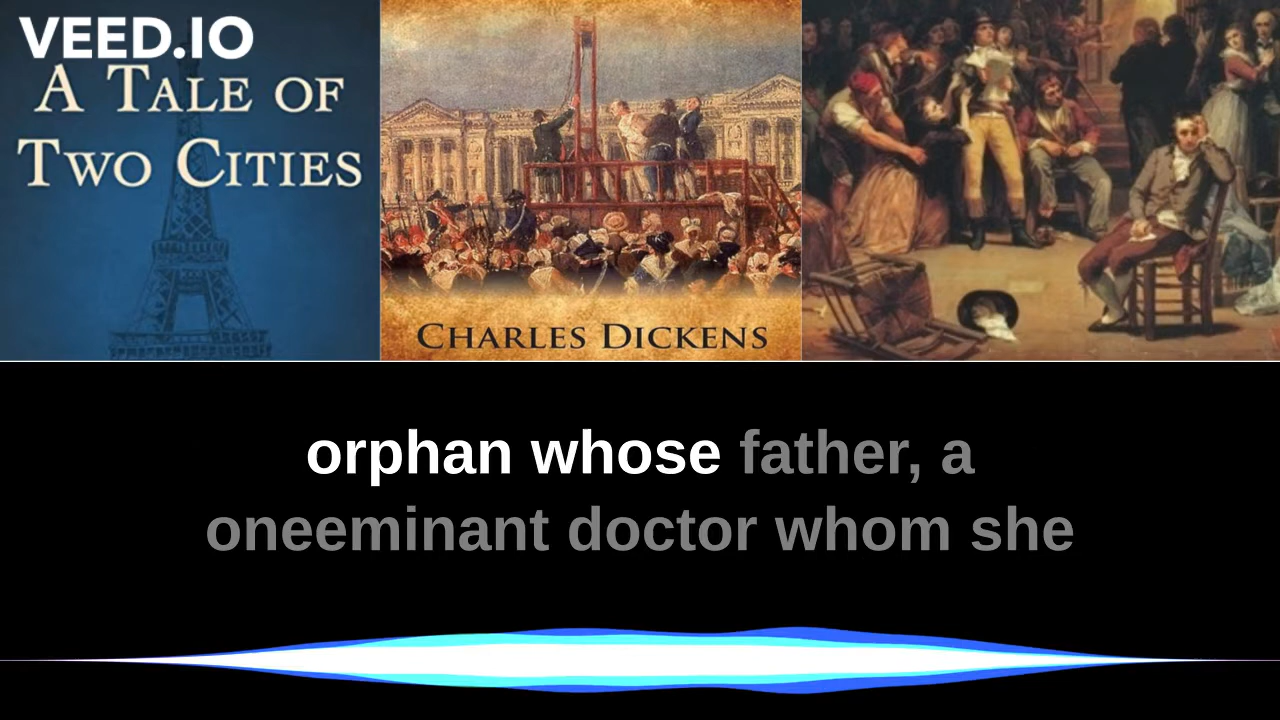 VEED.IO
A TALE OF
TWO CITIES
CHARLES DICKENS
orphan whose father, a
oneeminant doctor whom she